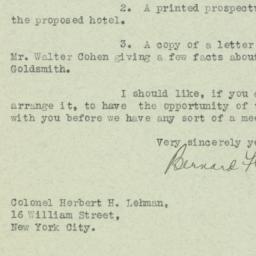 2. A printed prospectu
the proposed hotel.
3. A copy of a letter
Mr. Walter Cohen giving a few facts about
Goldsmith.
I should like, if you c
arrange it, to have the opportunity of
with you before we have any sort of a mee
Very sincerely yo
Bernard
Colonel Herbert H. Lehman,
16 William Street,
New York City.